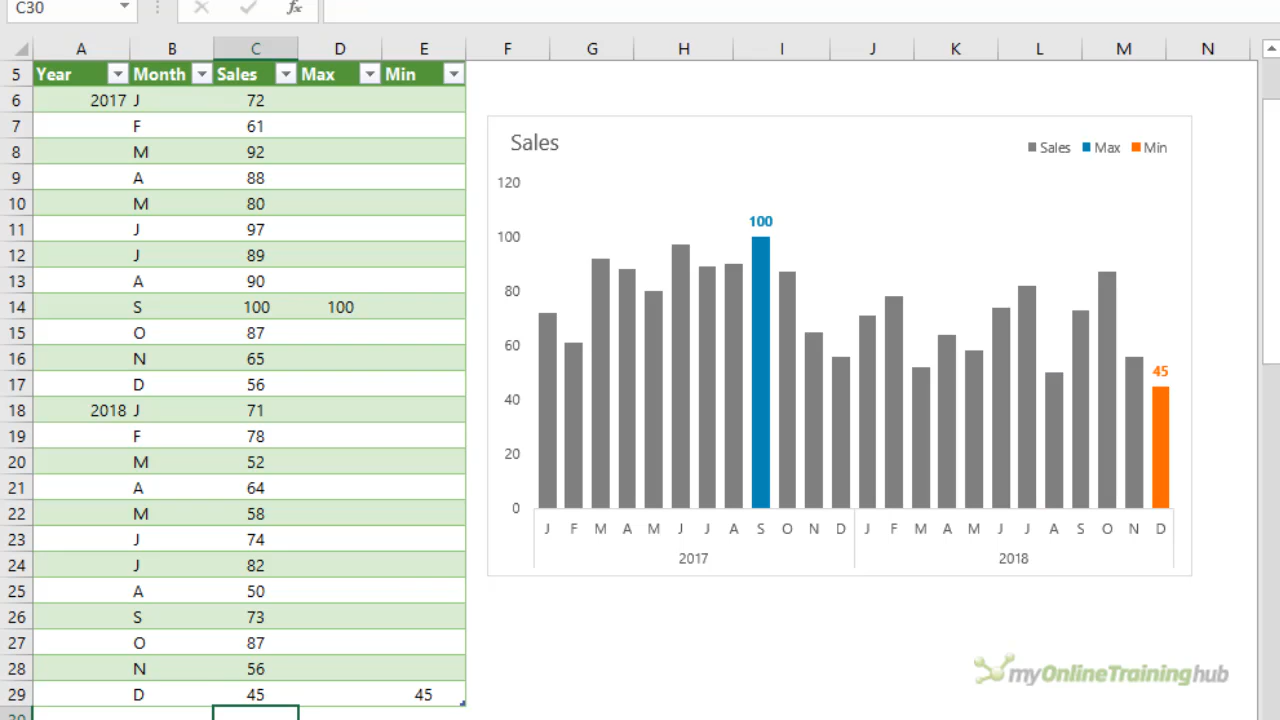 C30 fx
A B C D E F G H I J K L M N
5 Year Month Sales Max Min
6 2017 J 72
7 F 61
8 M 92
9 A 88
10 M 80
11 J 97
12 J 89
13 A 90
14 S 100 100
15 O 87
16 N 65
17 D 56
18 2018 J 71
19 F 78
20 M 52
21 A 64
22 M 58
23 J 74
24 J 82
25 A 50
26 S 73
27 O 87
28 N 56
29 D 45 45
30
Sales
Sales Max Min
120
100
80
60
40
20
0
100
45
J F M A M J J A S O N D J F M A M J J A S O N D
2017 2018
myOnlineTraininghub